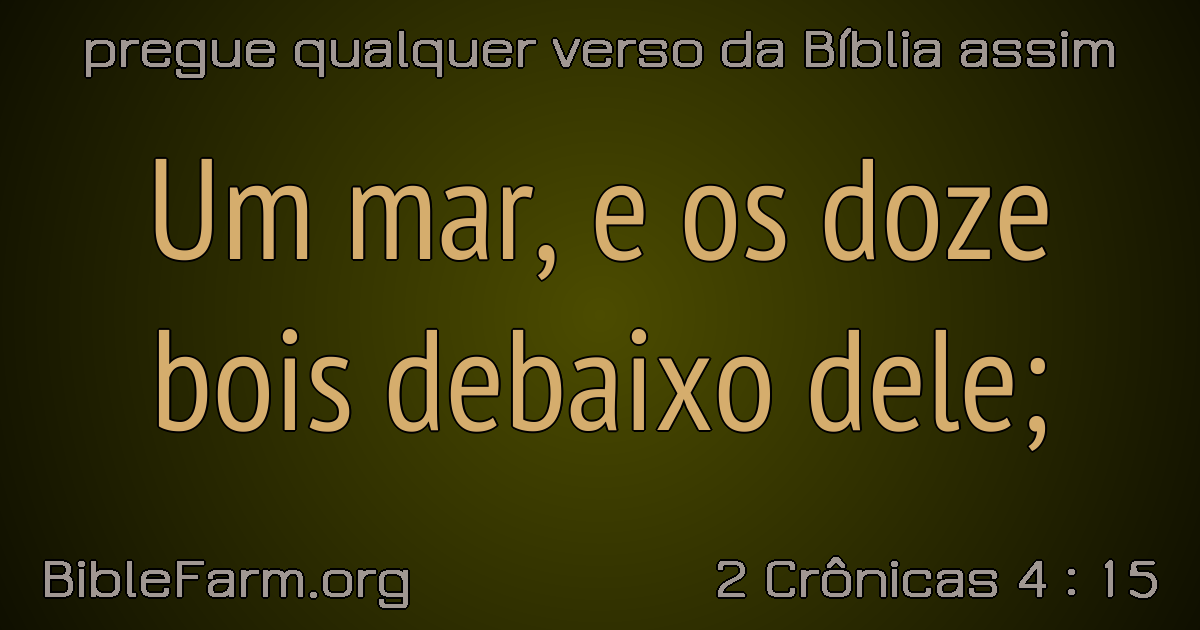 pregue qualquer verso da Bíblia assim
Um mar, e os doze
bois debaixo dele;
BibleFarm.org
2 Crônicas 4 : 15